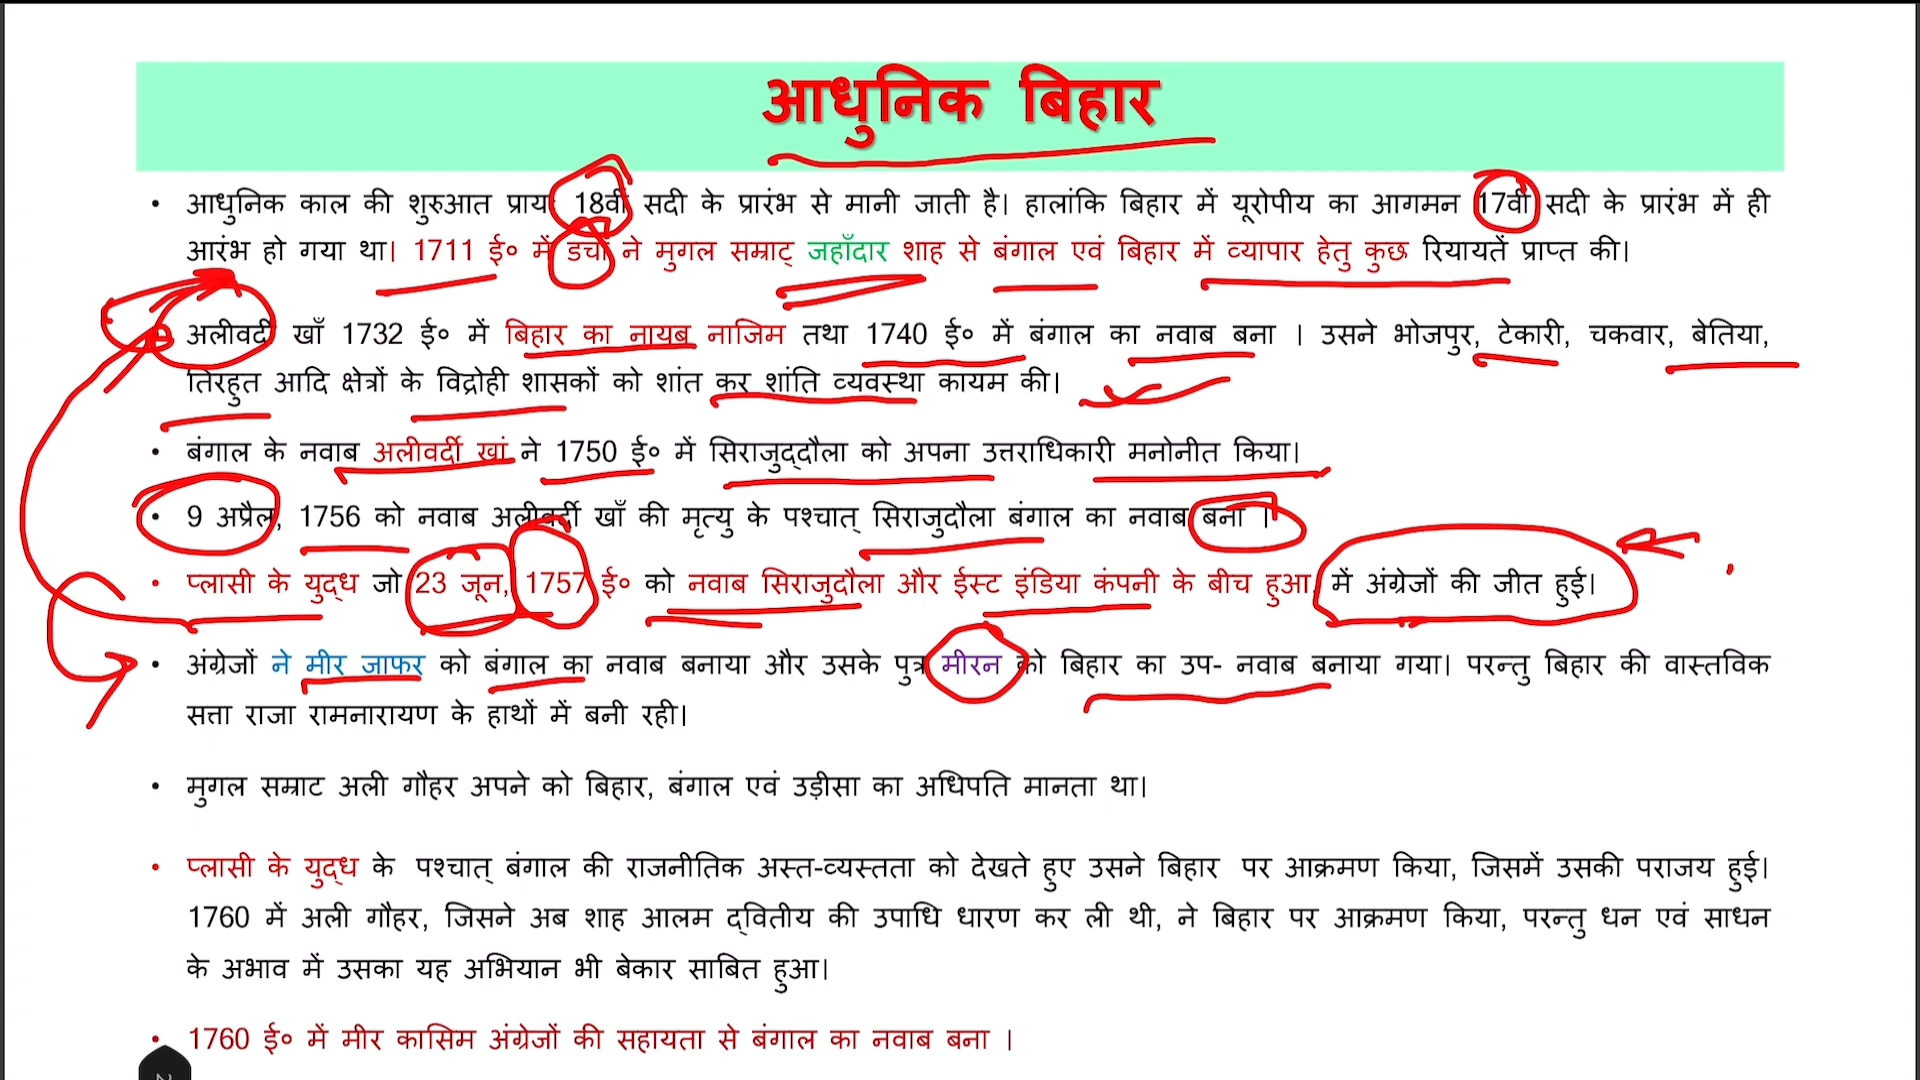 आधुनिक बिहार
• आधुनिक काल की शुरुआत प्राय: 18वीं सदी के प्रारंभ से मानी जाती है। हालांकि बिहार में यूरोपीय का आगमन 17वीं सदी के प्रारंभ में ही
आरंभ हो गया था। 1711 ई० में डचों ने मुगल सम्राट् जहाँदार शाह से बंगाल एवं बिहार में व्यापार हेतु कुछ रियायतें प्राप्त की।
अलीवर्दी खाँ 1732 ई० में बिहार का नायब नाजिम तथा 1740 ई० में बंगाल का नवाब बना । उसने भोजपुर, टेकारी, चकवार, बेतिया,
तिरहुत आदि क्षेत्रों के विद्रोही शासकों को शांत कर शांति व्यवस्था कायम की।
• बंगाल के नवाब अलीवर्दी खां ने 1750 ई० में सिराजुद्दौला को अपना उत्तराधिकारी मनोनीत किया।
• 9 अप्रैल, 1756 को नवाब अलीवर्दी खाँ की मृत्यु के पश्चात् सिराजुदौला बंगाल का नवाब बना ।
• प्लासी के युद्ध जो 23 जून, 1757 ई० को नवाब सिराजुदौला और ईस्ट इंडिया कंपनी के बीच हुआ, में अंग्रेजों की जीत हुई।
• अंग्रेजों ने मीर जाफर को बंगाल का नवाब बनाया और उसके पुत्र मीरन को बिहार का उप- नवाब बनाया गया। परन्तु बिहार की वास्तविक
सत्ता राजा रामनारायण के हाथों में बनी रही।
• मुगल सम्राट अली गौहर अपने को बिहार, बंगाल एवं उड़ीसा का अधिपति मानता था।
• प्लासी के युद्ध के पश्चात् बंगाल की राजनीतिक अस्त-व्यस्तता को देखते हुए उसने बिहार पर आक्रमण किया, जिसमें उसकी पराजय हुई।
1760 में अली गौहर, जिसने अब शाह आलम द्वितीय की उपाधि धारण कर ली थी, ने बिहार पर आक्रमण किया, परन्तु धन एवं साधन
के अभाव में उसका यह अभियान भी बेकार साबित हुआ।
• 1760 ई० में मीर कासिम अंग्रेजों की सहायता से बंगाल का नवाब बना ।